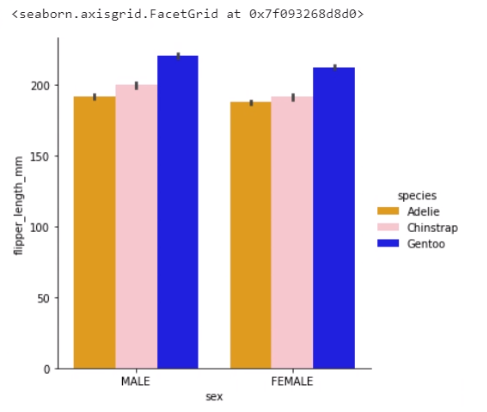 <seaborn.axisgrid.FacetGrid at 0x7f093268d8d0>
200
150
100
50
0
flipper_length_mm
MALE
FEMALE
sex
species
Adelie
Chinstrap
Gentoo